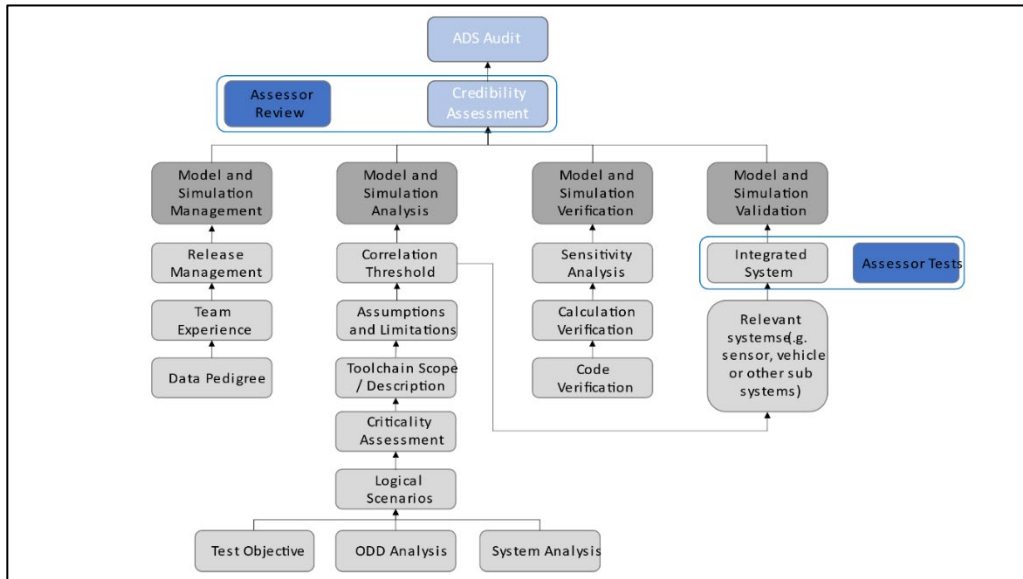 ADS Audit
Assessor
Review
Credibility
Assessment
Model and
Simulation
Management
Model and
Simulation
Analysis
Model and
Simulation
Verification
Model and
Simulation
Validation
Release
Management
Correlation
Threshold
Sensitivity
Analysis
Integrated
System
Assessor Tests
Team
Experience
Assumptions
and Limitations
Calculation
Verification
Relevant
systemse(.g.
sensor, vehicle
or other sub
systems)
Data Pedigree
Toolchain Scope
/ Description
Code
Verification
Criticality
Assessment
Logical
Scenarios
Test Objective
ODD Analysis
System Analysis